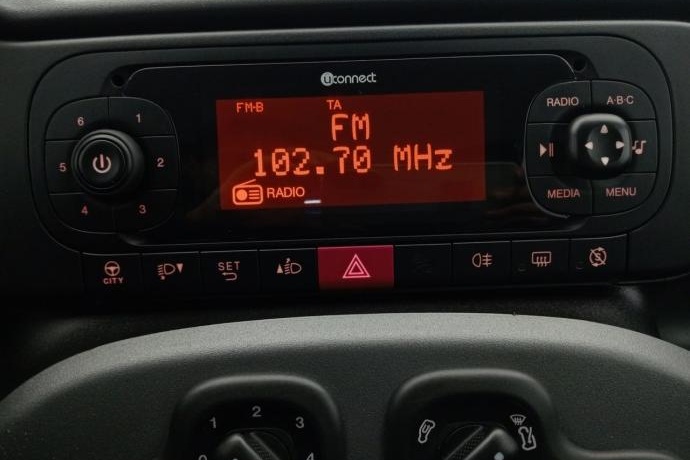 uconnect
FM-B TA
FM
102.70 MHz
RADIO
6 1
5 2
4 3
RADIO A·B·C
MEDIA MENU
CITY
SET
1 2 3
0